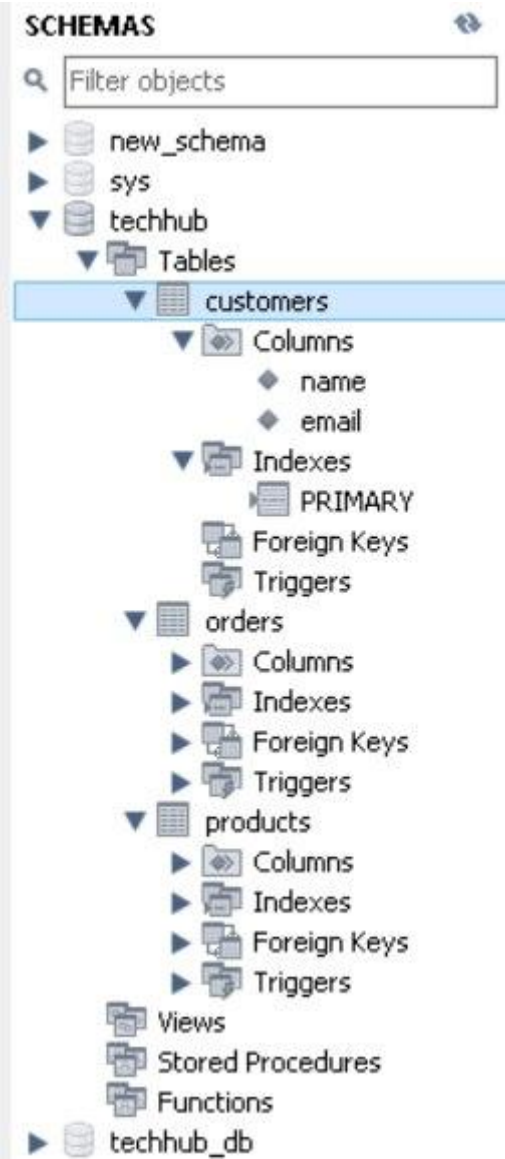 SCHEMAS
Filter objects
new_schema
sys
techhub
Tables
customers
Columns
name
email
Indexes
PRIMARY
Foreign Keys
Triggers
orders
Columns
Indexes
Foreign Keys
Triggers
products
Columns
Indexes
Foreign Keys
Triggers
Views
Stored Procedures
Functions
techhub_db